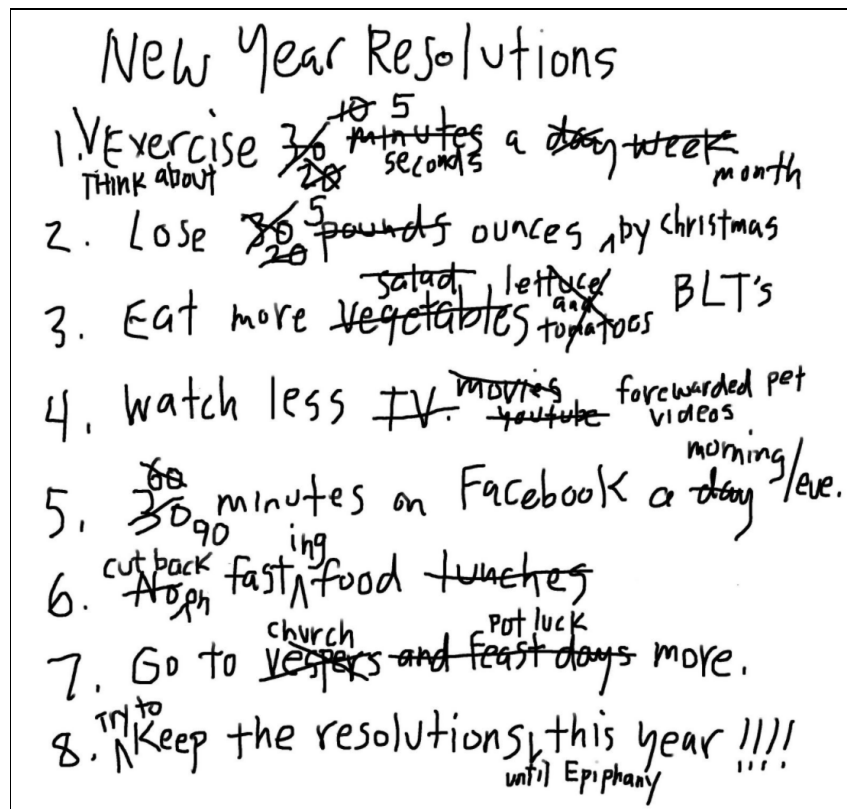 New Year Resolutions
10 5
1. Exercise 30 minutes a day week
Think about 20 seconds month
2. Lose 30 5 pounds ounces, by christmas
20
salad lettuce and BLT's
3. Eat more vegetables tomatoes
4. Watch less TV. movies forewarded pet
youtube videos
60 morning
5. 30 90 minutes on Facebook a day /eve.
cut back ing
6. No on fast food lunches
church pot luck
7. Go to vespers and feast days more.
Try to
8. Keep the resolutions, this year !!!!
until Epiphany